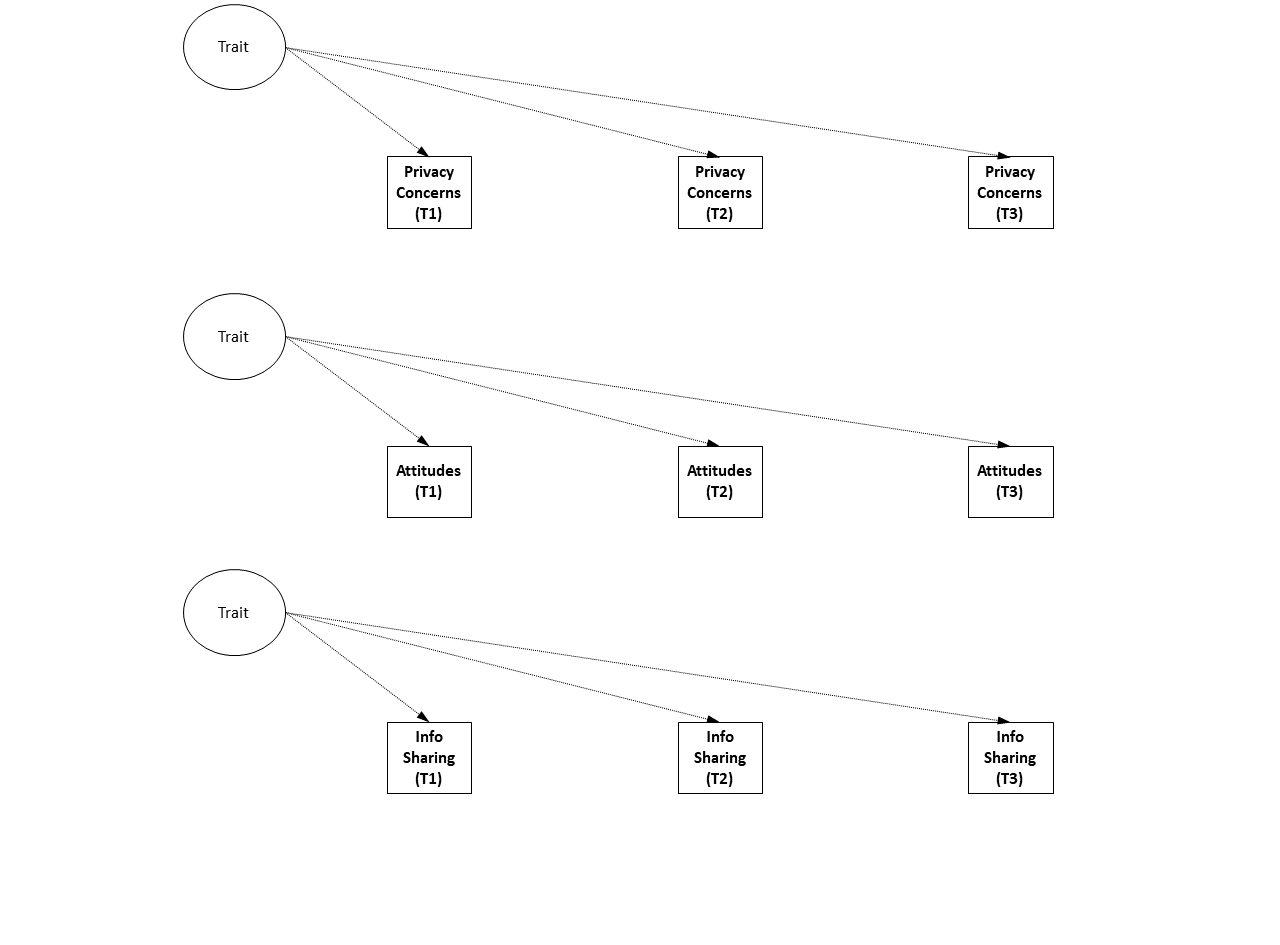 Trait
Privacy
Concerns
(T1)
Privacy
Concerns
(T2)
Privacy
Concerns
(T3)
Trait
Attitudes
(T1)
Attitudes
(T2)
Attitudes
(T3)
Trait
Info
Sharing
(T1)
Info
Sharing
(T2)
Info
Sharing
(T3)